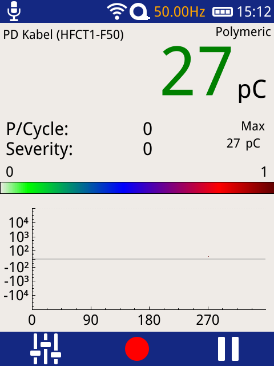 50.00Hz 15:12
PD Kabel (HFCT1-F50) Polymeric
27 pC
P/Cycle: 0
Severity: 0
Max
27 pC
0 1
10⁴
10³
10²
-10²
-10³
-10⁴
0 90 180 270